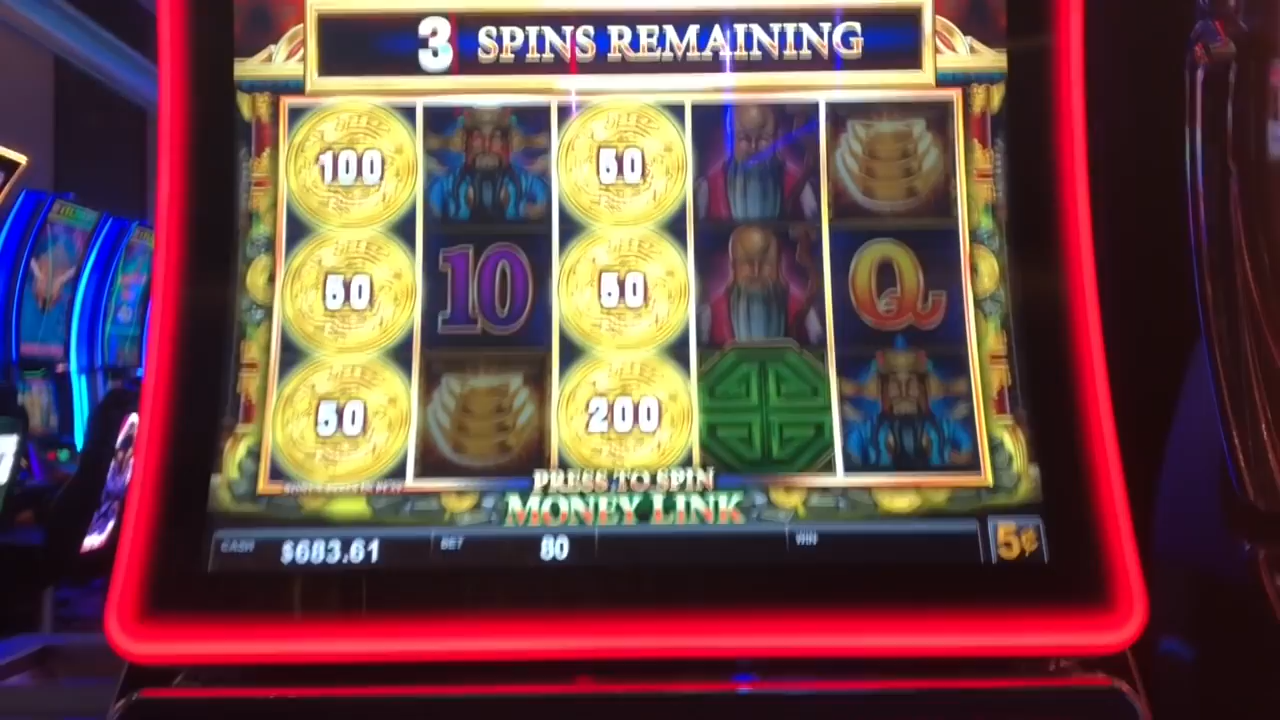 3 SPINS REMAINING
100
50
50
10
50
Q
50
200
PRESS TO SPIN
MONEY LINK
CASH $683.61 BET 80 WIN 5¢